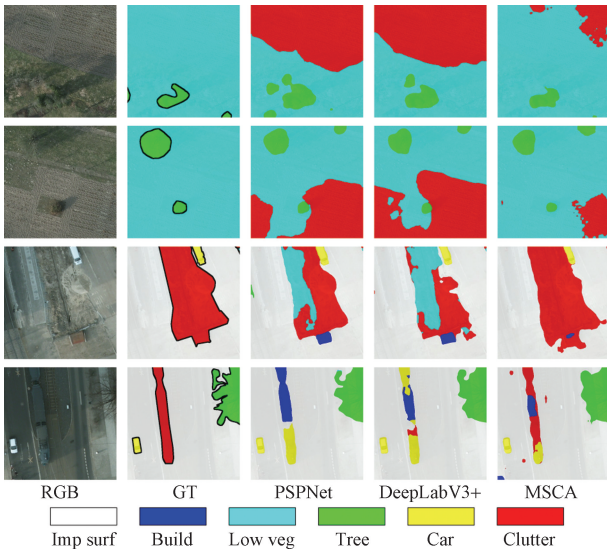 RGB GT PSPNet DeepLabV3+ MSCA
Imp surf Build Low veg Tree Car Clutter